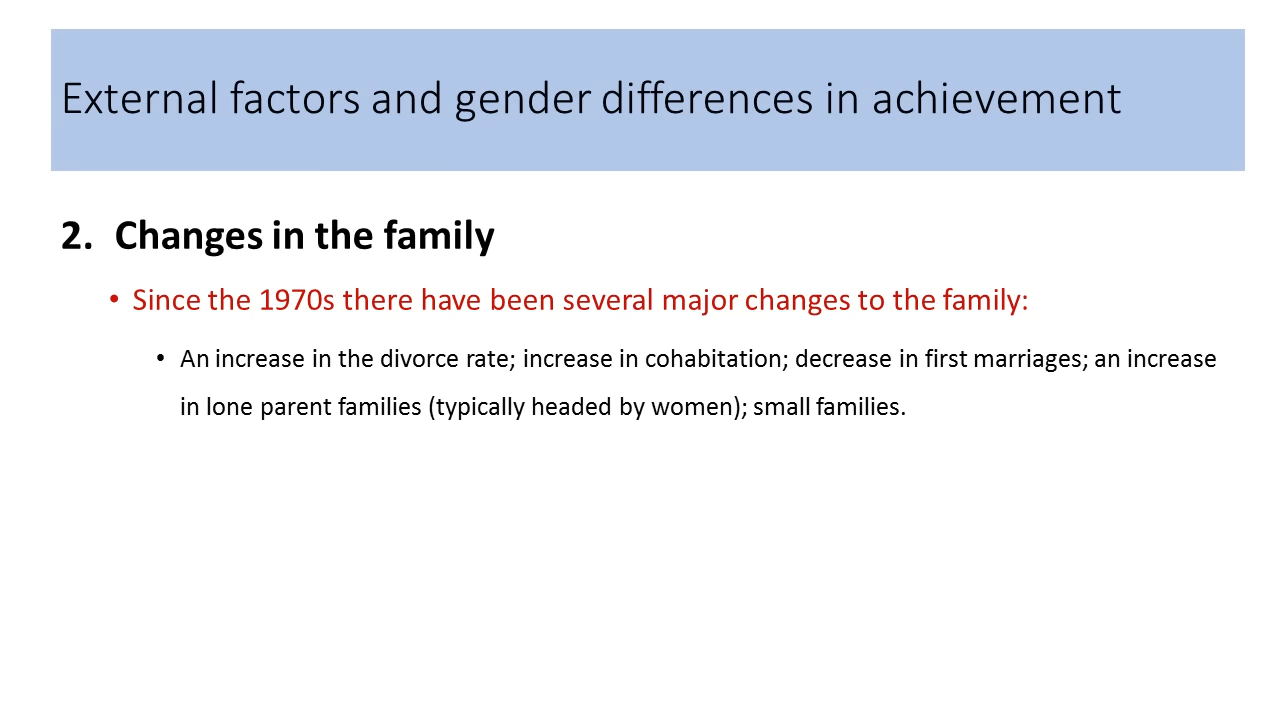 External factors and gender differences in achievement
2. Changes in the family
• Since the 1970s there have been several major changes to the family:
• An increase in the divorce rate; increase in cohabitation; decrease in first marriages; an increase
in lone parent families (typically headed by women); small families.